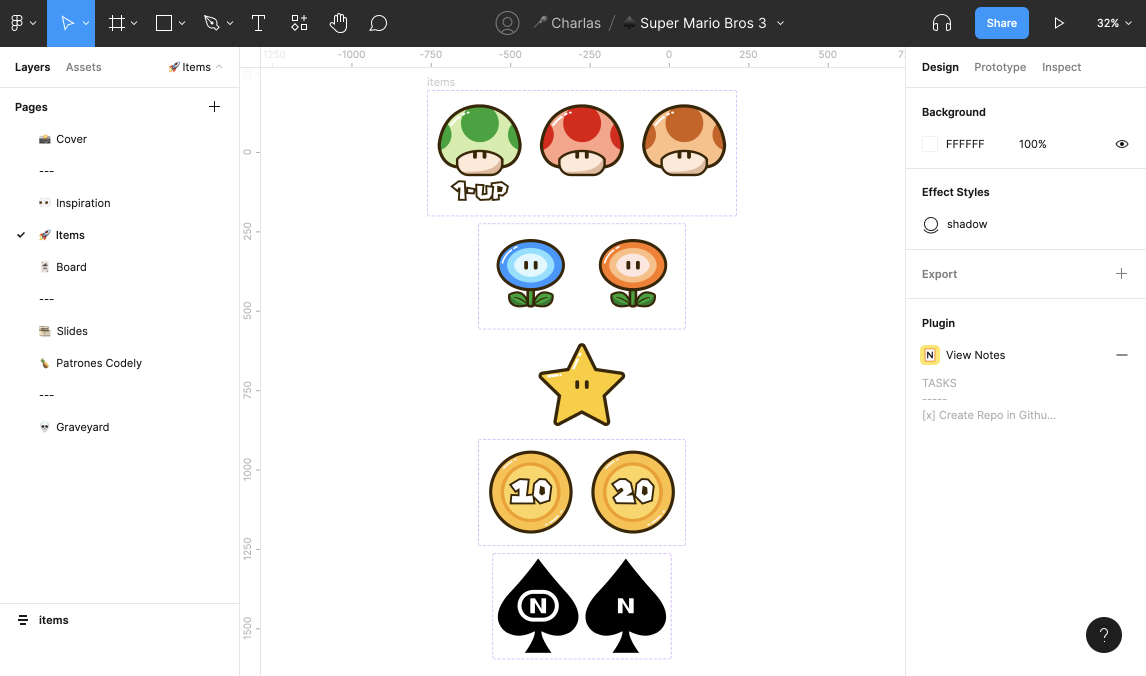 Charlas / Super Mario Bros 3
Share
32%
Layers Assets Items
Pages
Cover
---
Inspiration
Items
Board
---
Slides
Patrones Codely
---
Graveyard
items
1250 -1000 -750 -500 -250 0 250 500
0
250
500
750
1000
1250
1500
items
1-UP
10 20
N N
Design Prototype Inspect
Background
FFFFFF 100%
Effect Styles
shadow
Export
Plugin
N View Notes
TASKS
-----
[x] Create Repo in Githu...
?